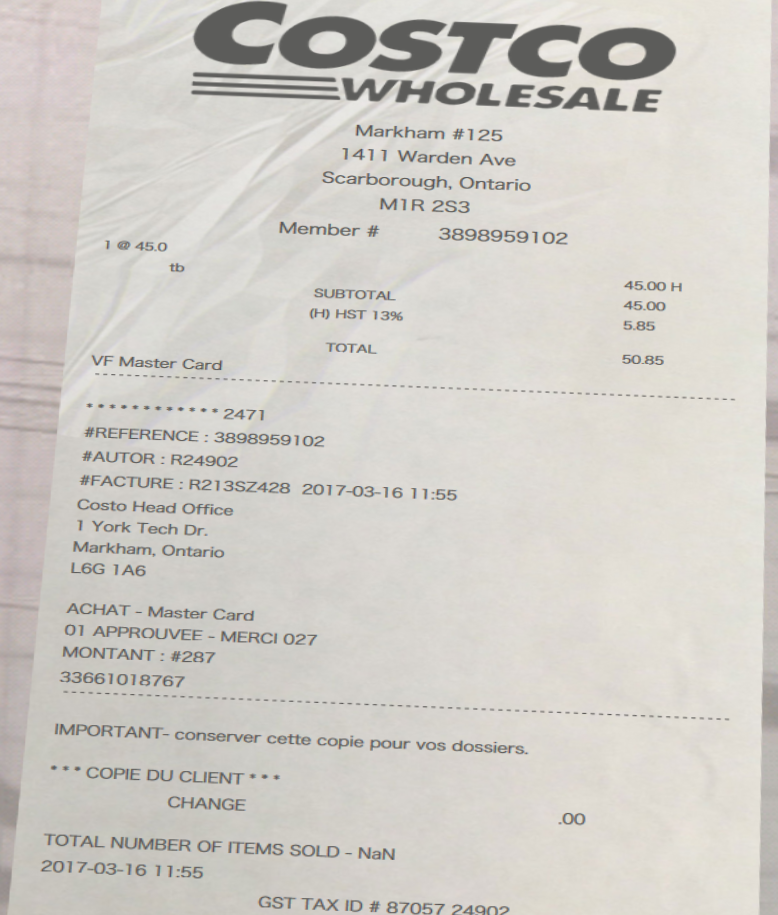 COSTCO
WHOLESALE
Markham #125
1411 Warden Ave
Scarborough, Ontario
M1R 2S3
Member # 3898959102
1 @ 45.0
tb 45.00 H
SUBTOTAL 45.00
(H) HST 13% 5.85
TOTAL 50.85
VF Master Card
************2471
#REFERENCE : 3898959102
#AUTOR : R24902
#FACTURE : R213SZ428 2017-03-16 11:55
Costo Head Office
1 York Tech Dr.
Markham, Ontario
L6G 1A6
ACHAT - Master Card
01 APPROUVEE - MERCI 027
MONTANT : #287
33661018767
IMPORTANT- conserver cette copie pour vos dossiers.
*** COPIE DU CLIENT ***
CHANGE .00
TOTAL NUMBER OF ITEMS SOLD - NaN
2017-03-16 11:55
GST TAX ID # 87057 24902